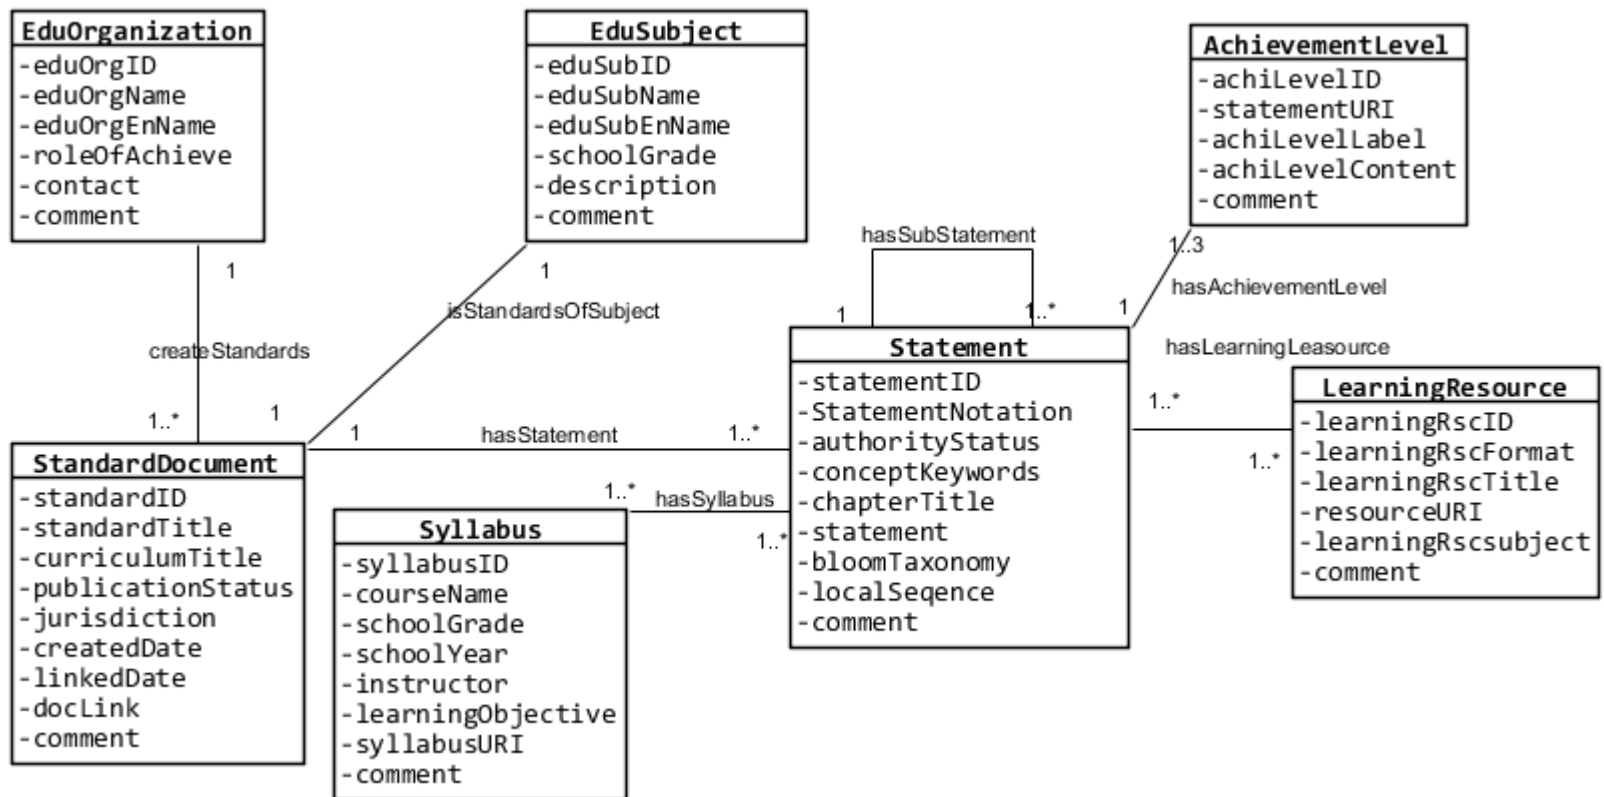 EduOrganization
-eduOrgID
-eduOrgName
-eduOrgEnName
-roleOfAchieve
-contact
-comment
EduSubject
-eduSubID
-eduSubName
-eduSubEnName
-schoolGrade
-description
-comment
AchievementLevel
-achiLevelID
-statementURI
-achiLevelLabel
-achiLevelContent
-comment
hasSubStatement
1
1..*
1..3
hasAchievementLevel
1
1
createStandards
1..*
1
isStandardsOfSubject
1
StandardDocument
-standardID
-standardTitle
-curriculumTitle
-publicationStatus
-jurisdiction
-createdDate
-linkedDate
-docLink
-comment
1
hasStatement
1..*
1..*
hasSyllabus
1..*
Syllabus
-syllabusID
-courseName
-schoolGrade
-schoolYear
-instructor
-learningObjective
-syllabusURI
-comment
Statement
-statementID
-StatementNotation
-authorityStatus
-conceptKeywords
-chapterTitle
-statement
-bloomTaxonomy
-localSeqence
-comment
hasLearningLeasource
1..*
1..*
LearningResource
-learningRscID
-learningRscFormat
-learningRscTitle
-resourceURI
-learningRscsubject
-comment